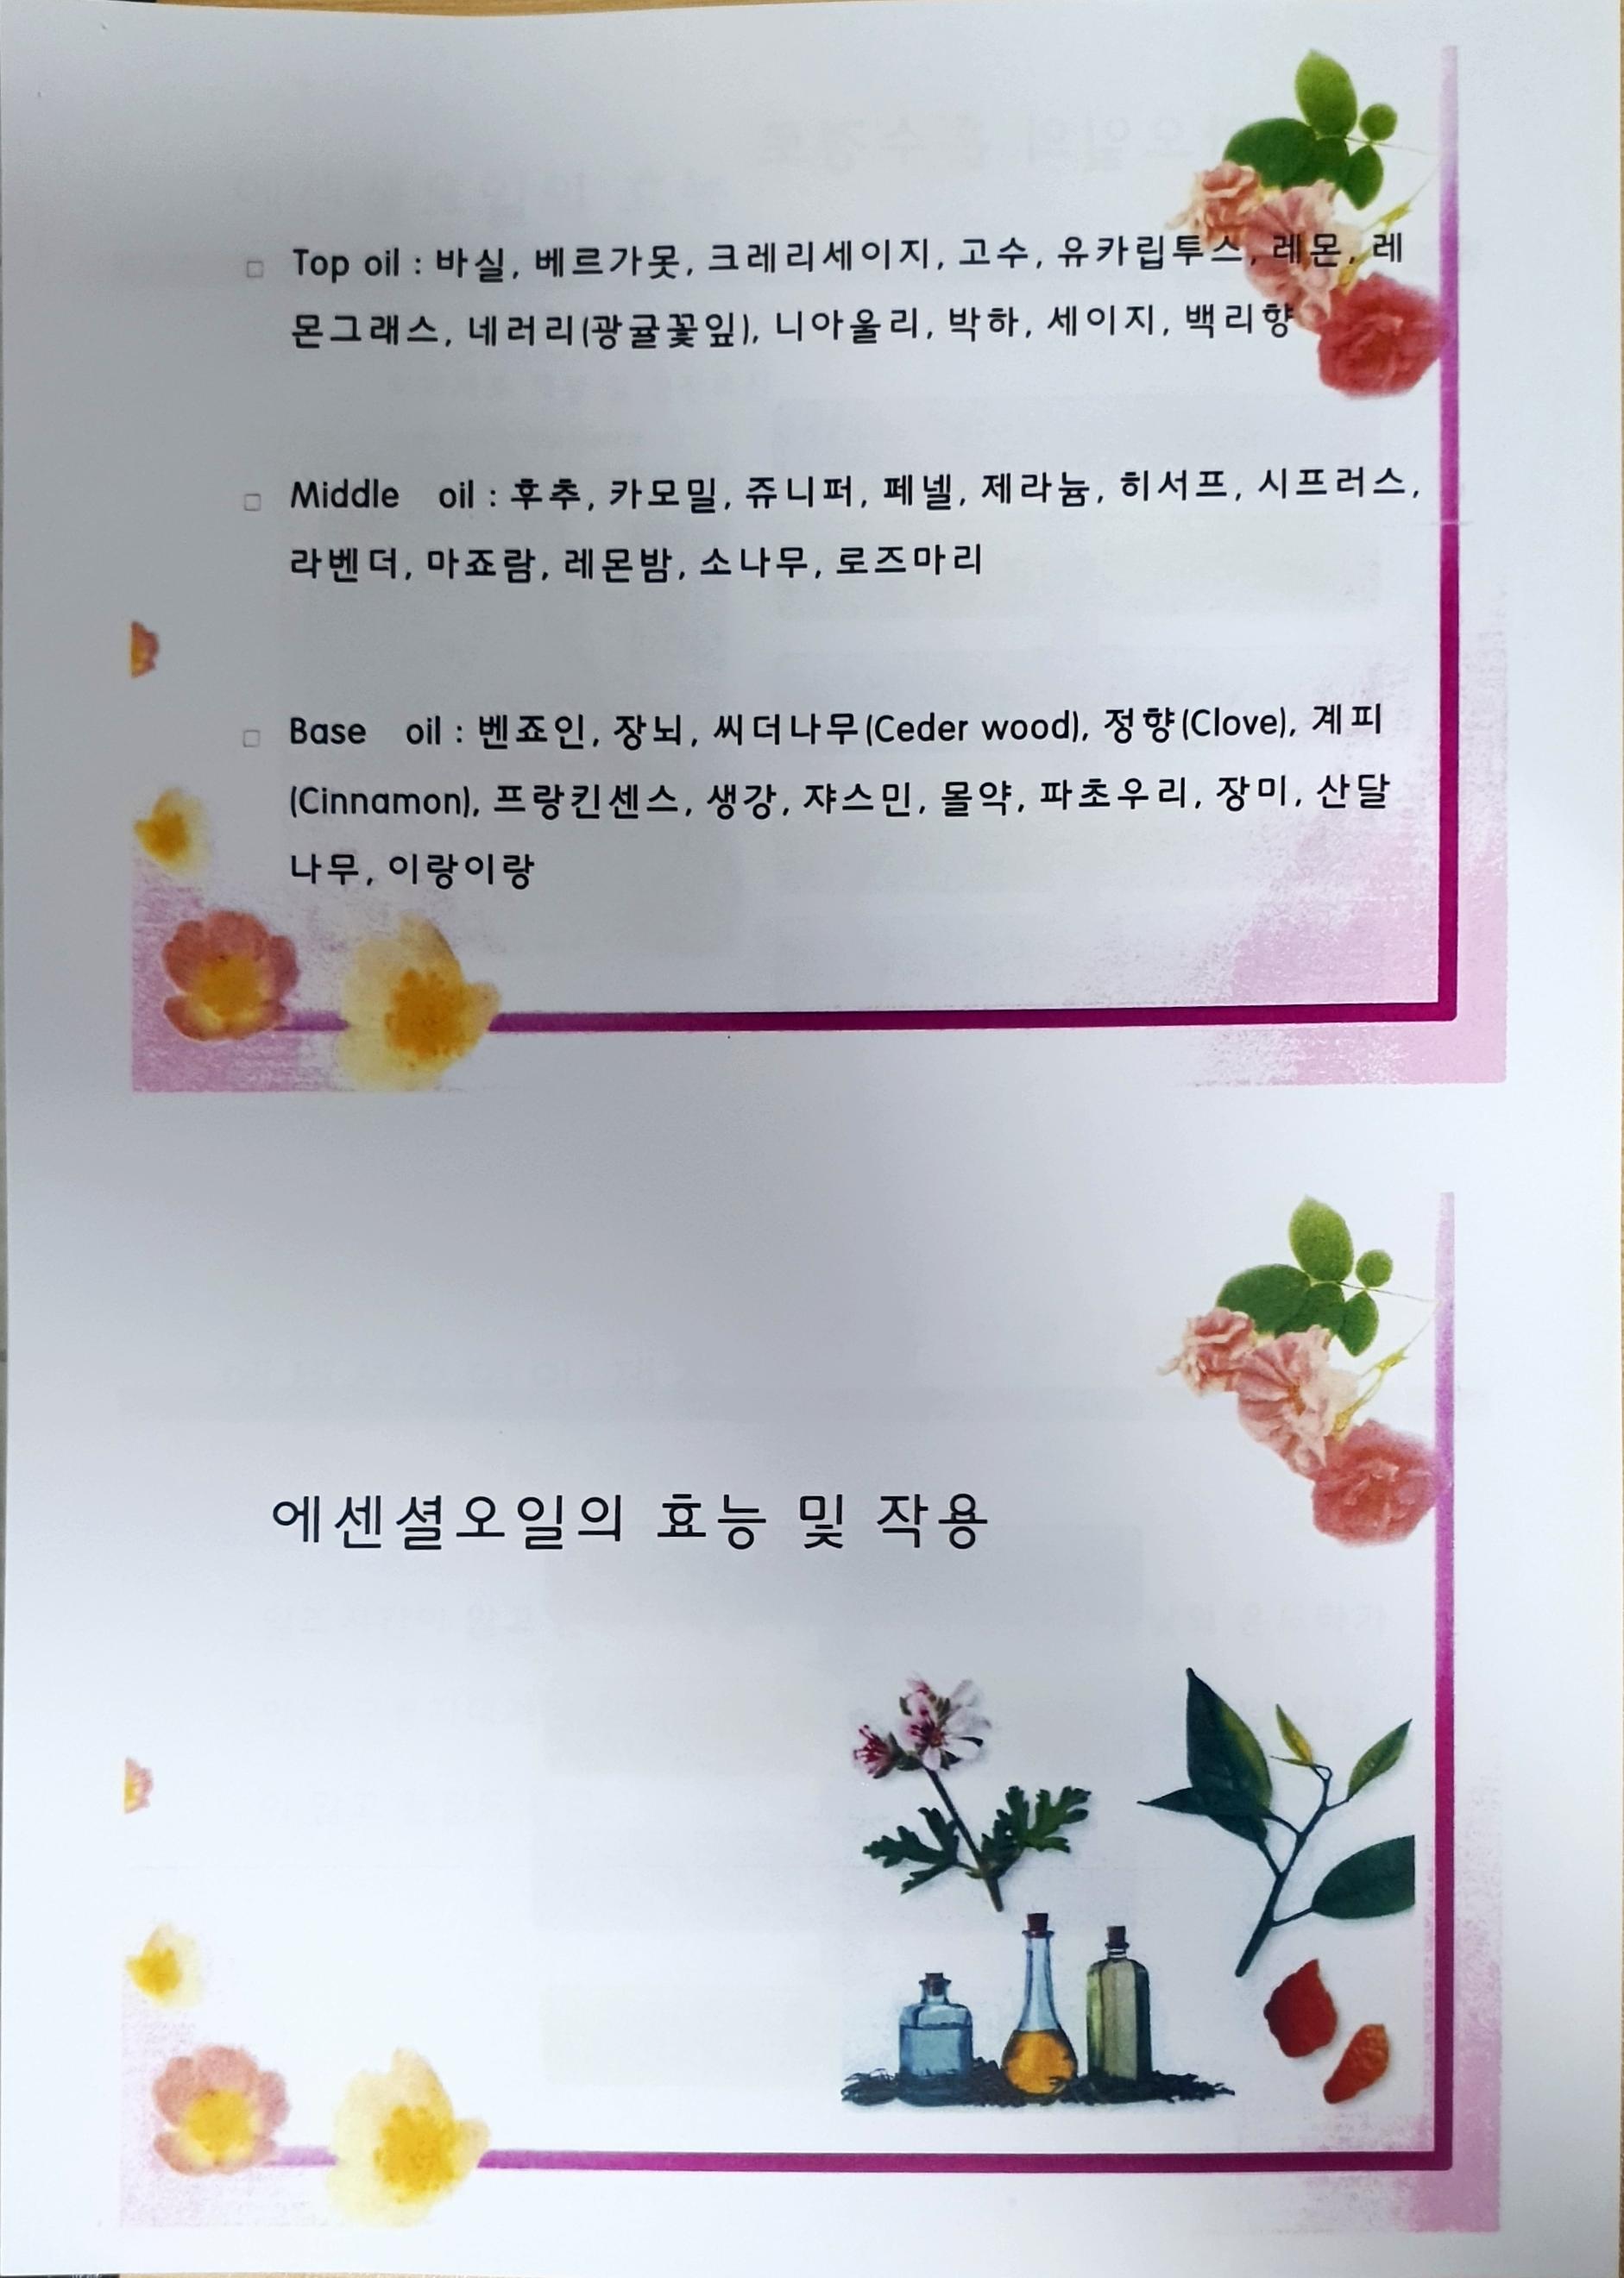 □ Top oil : 바실, 베르가못, 크레리세이지, 고수, 유카립투스, 레몬, 레
몬그래스, 네러리(광귤꽃잎), 니아울리, 박하, 세이지, 백리향
□ Middle oil : 후추, 카모밀, 쥬니퍼, 페넬, 제라늄, 히서프, 시프러스,
라벤더, 마죠람, 레몬밤, 소나무, 로즈마리
□ Base oil : 벤죠인, 장뇌, 씨더나무(Ceder wood), 정향(Clove), 계피
(Cinnamon), 프랑킨센스, 생강, 쟈스민, 몰약, 파초우리, 장미, 산달
나무, 이랑이랑
에센셜오일의 효능 및 작용